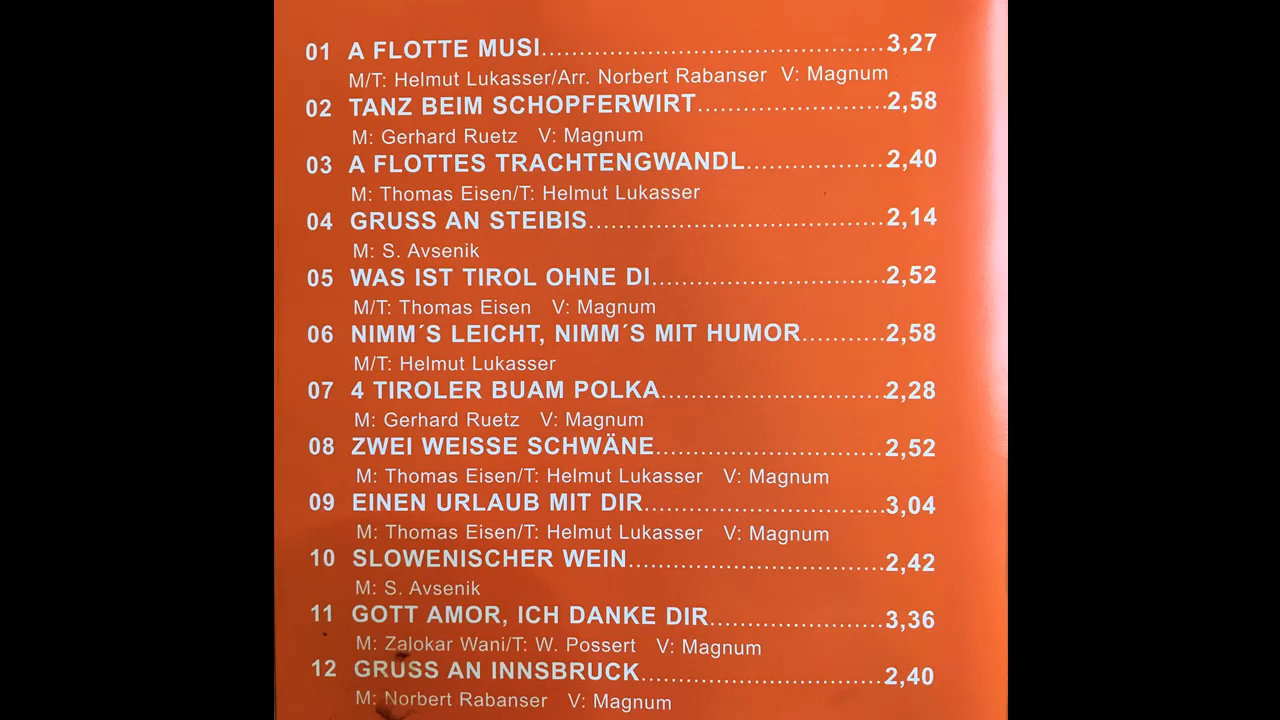 01 A FLOTTE MUSI........................................3,27
M/T: Helmut Lukasser/Arr. Norbert Rabanser V: Magnum
02 TANZ BEIM SCHOPFERWIRT......................2,58
M: Gerhard Ruetz V: Magnum
03 A FLOTTES TRACHTENGWANDL................2,40
M: Thomas Eisen/T: Helmut Lukasser
04 GRUSS AN STEIBIS..................................2,14
M: S. Avsenik
05 WAS IST TIROL OHNE DI...........................2,52
M/T: Thomas Eisen V: Magnum
06 NIMM´S LEICHT, NIMM´S MIT HUMOR..........2,58
M/T: Helmut Lukasser
07 4 TIROLER BUAM POLKA..........................2,28
M: Gerhard Ruetz V: Magnum
08 ZWEI WEISSE SCHWÄNE...........................2,52
M: Thomas Eisen/T: Helmut Lukasser V: Magnum
09 EINEN URLAUB MIT DIR............................3,04
M: Thomas Eisen/T: Helmut Lukasser V: Magnum
10 SLOWENISCHER WEIN..............................2,42
M: S. Avsenik
11 GOTT AMOR, ICH DANKE DIR....................3,36
M: Zalokar Wani/T: W. Possert V: Magnum
12 GRUSS AN INNSBRUCK............................2,40
M: Norbert Rabanser V: Magnum